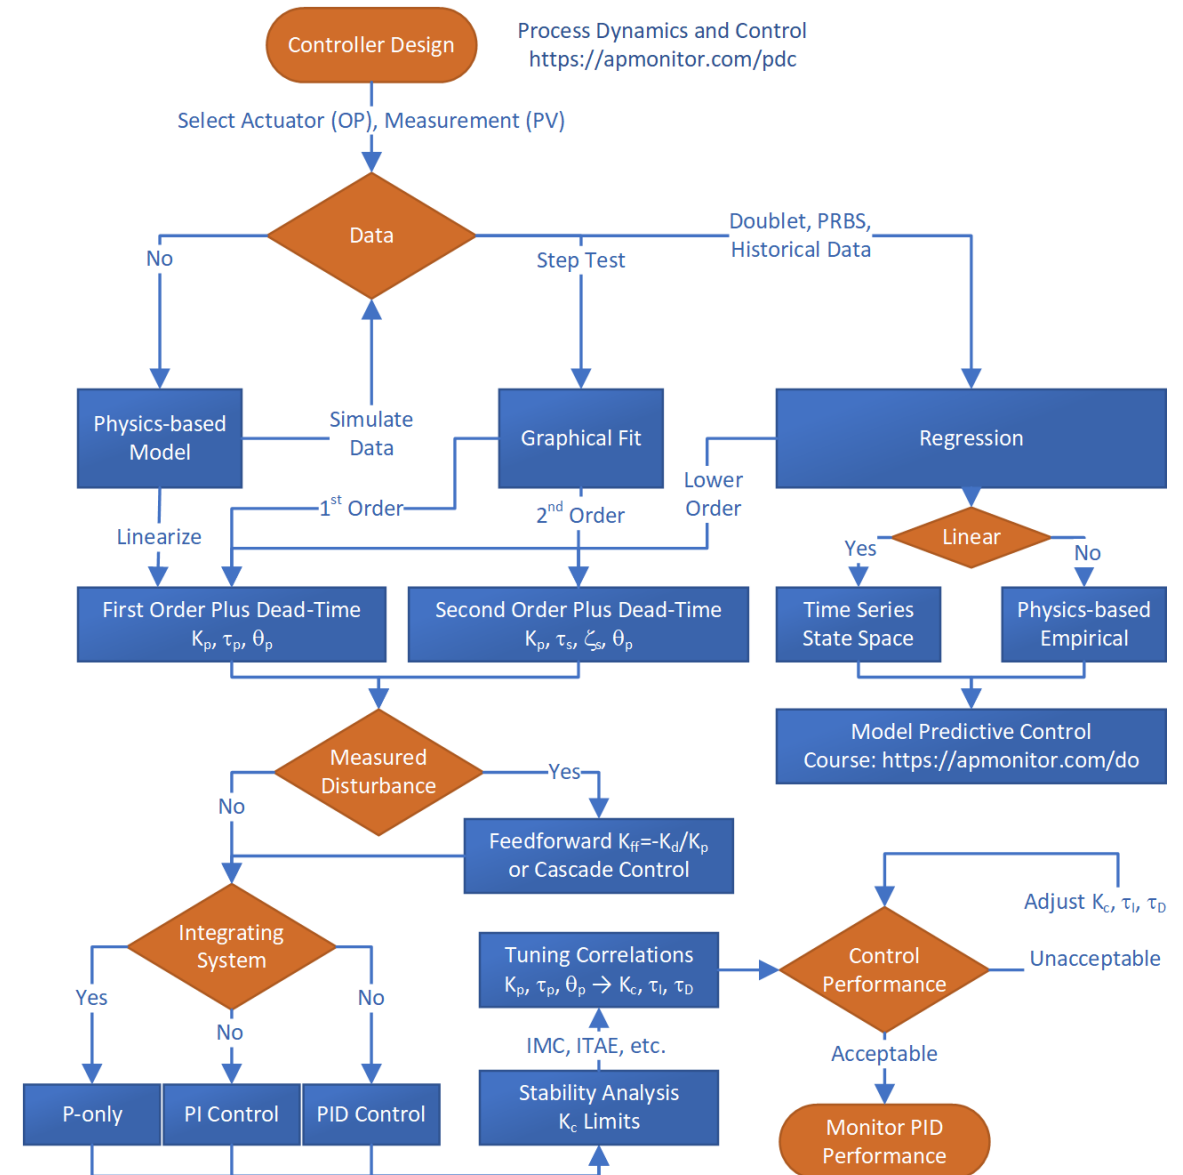 Controller Design
Process Dynamics and Control
https://apmonitor.com/pdc
Select Actuator (OP), Measurement (PV)
Data
No
Step Test
Doublet, PRBS,
Historical Data
Physics-based
Model
Simulate
Data
Graphical Fit
Regression
Lower
Order
1st Order
2nd Order
Linearize
Linear
Yes
No
First Order Plus Dead-Time
Kp, τp, θp
Second Order Plus Dead-Time
Kp, τs, ζs, θp
Time Series
State Space
Physics-based
Empirical
Model Predictive Control
Course: https://apmonitor.com/do
Measured
Disturbance
Yes
No
Feedforward Kff=-Kd/Kp
or Cascade Control
Integrating
System
Yes
No
No
P-only
PI Control
PID Control
Stability Analysis
Kc Limits
IMC, ITAE, etc.
Tuning Correlations
Kp, τp, θp → Kc, τI, τD
Control
Performance
Adjust Kc, τI, τD
Unacceptable
Acceptable
Monitor PID
Performance